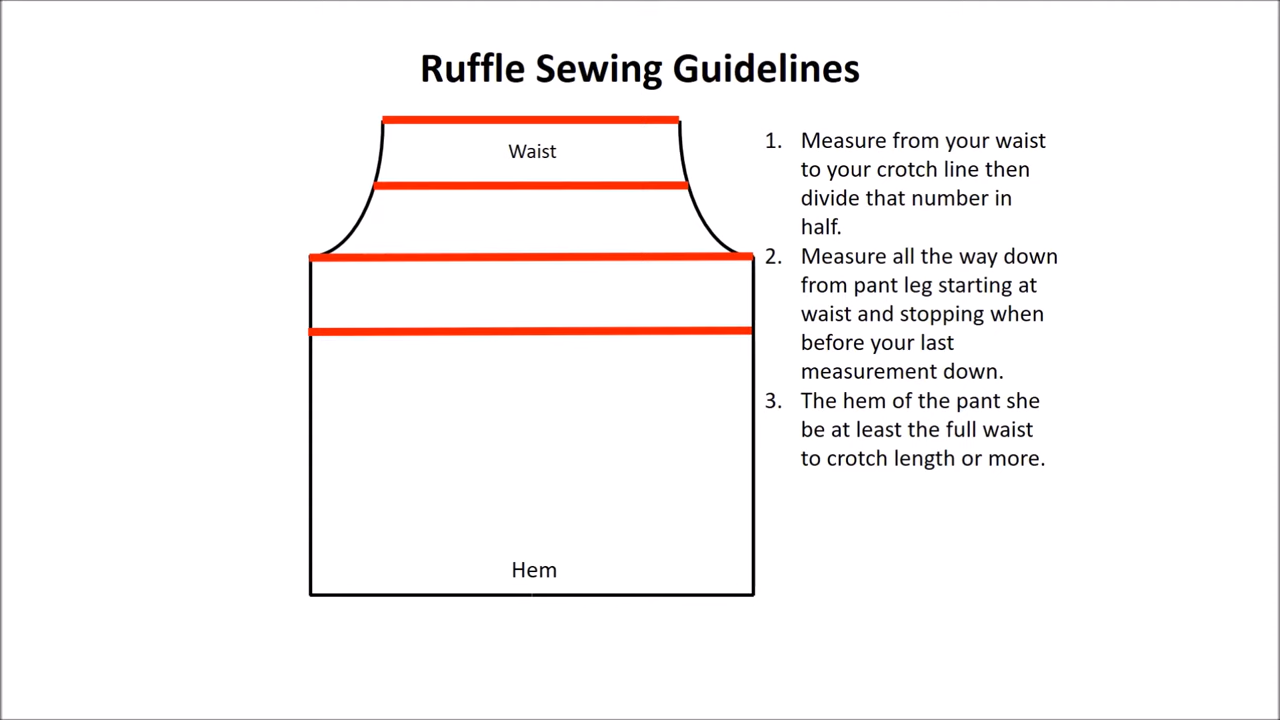 Ruffle Sewing Guidelines
Waist
1. Measure from your waist
to your crotch line then
divide that number in
half.
2. Measure all the way down
from pant leg starting at
waist and stopping when
before your last
measurement down.
3. The hem of the pant she
be at least the full waist
to crotch length or more.
Hem